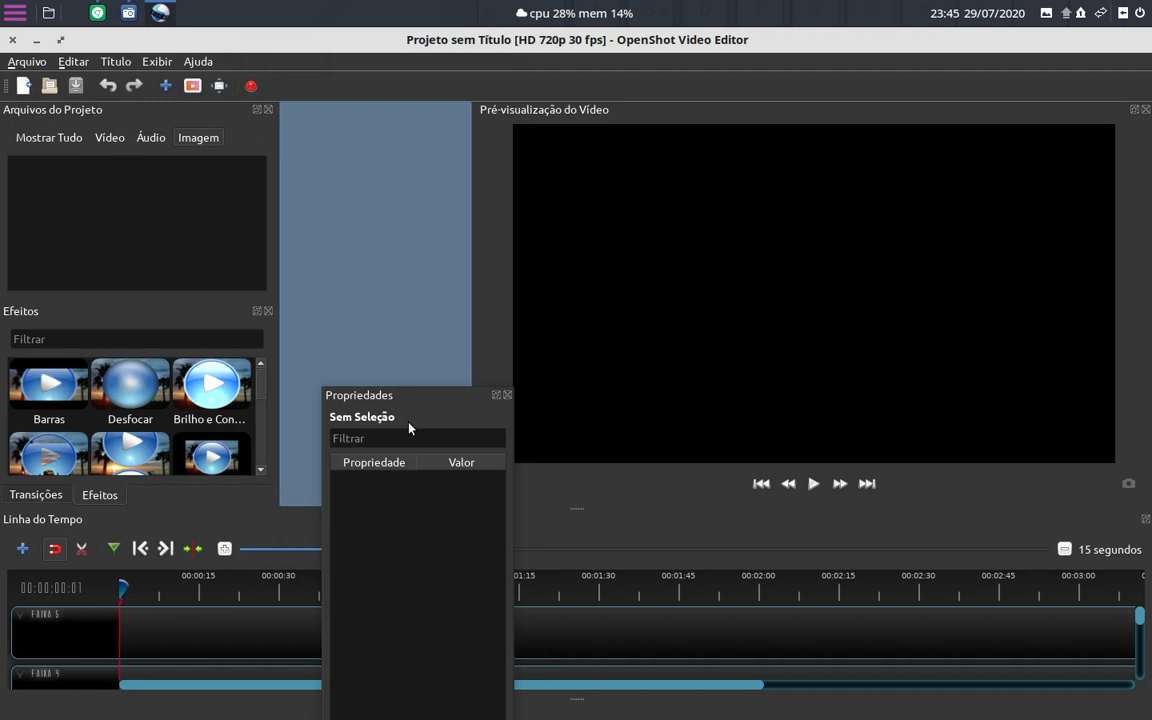 cpu 28% mem 14%
23:45 29/07/2020
Projeto sem Título [HD 720p 30 fps] - OpenShot Video Editor
Arquivo Editar Título Exibir Ajuda
Arquivos do Projeto
Pré-visualização do Vídeo
Mostrar Tudo Vídeo Áudio Imagem
Efeitos
Filtrar
Barras Desfocar Brilho e Con...
Transições Efeitos
Propriedades
Sem Seleção
Filtrar
Propriedade Valor
Linha do Tempo
15 segundos
00:00:00:01
00:00:15 00:00:30 01:15 00:01:30 00:01:45 00:02:00 00:02:15 00:02:30 00:02:45 00:03:00
FAIXA 5
FAIXA 4